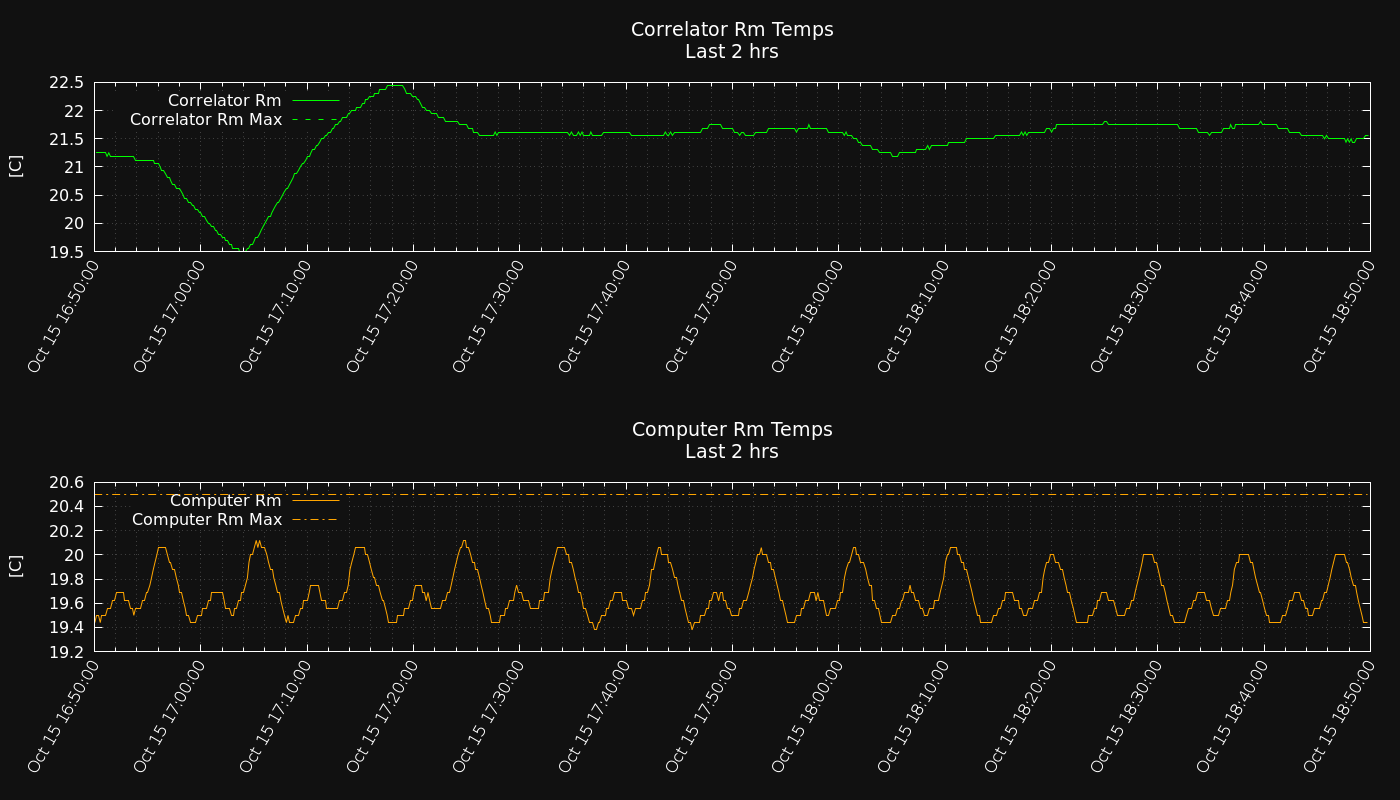 Correlator Rm Temps
Last 2 hrs
22.5
22
21.5
21
20.5
20
19.5
[C]
Correlator Rm
Correlator Rm Max
Oct 15 16:50:00
Oct 15 17:00:00
Oct 15 17:10:00
Oct 15 17:20:00
Oct 15 17:30:00
Oct 15 17:40:00
Oct 15 17:50:00
Oct 15 18:00:00
Oct 15 18:10:00
Oct 15 18:20:00
Oct 15 18:30:00
Oct 15 18:40:00
Oct 15 18:50:00
Computer Rm Temps
Last 2 hrs
20.6
20.4
20.2
20
19.8
19.6
19.4
19.2
[C]
Computer Rm
Computer Rm Max
Oct 15 16:50:00
Oct 15 17:00:00
Oct 15 17:10:00
Oct 15 17:20:00
Oct 15 17:30:00
Oct 15 17:40:00
Oct 15 17:50:00
Oct 15 18:00:00
Oct 15 18:10:00
Oct 15 18:20:00
Oct 15 18:30:00
Oct 15 18:40:00
Oct 15 18:50:00